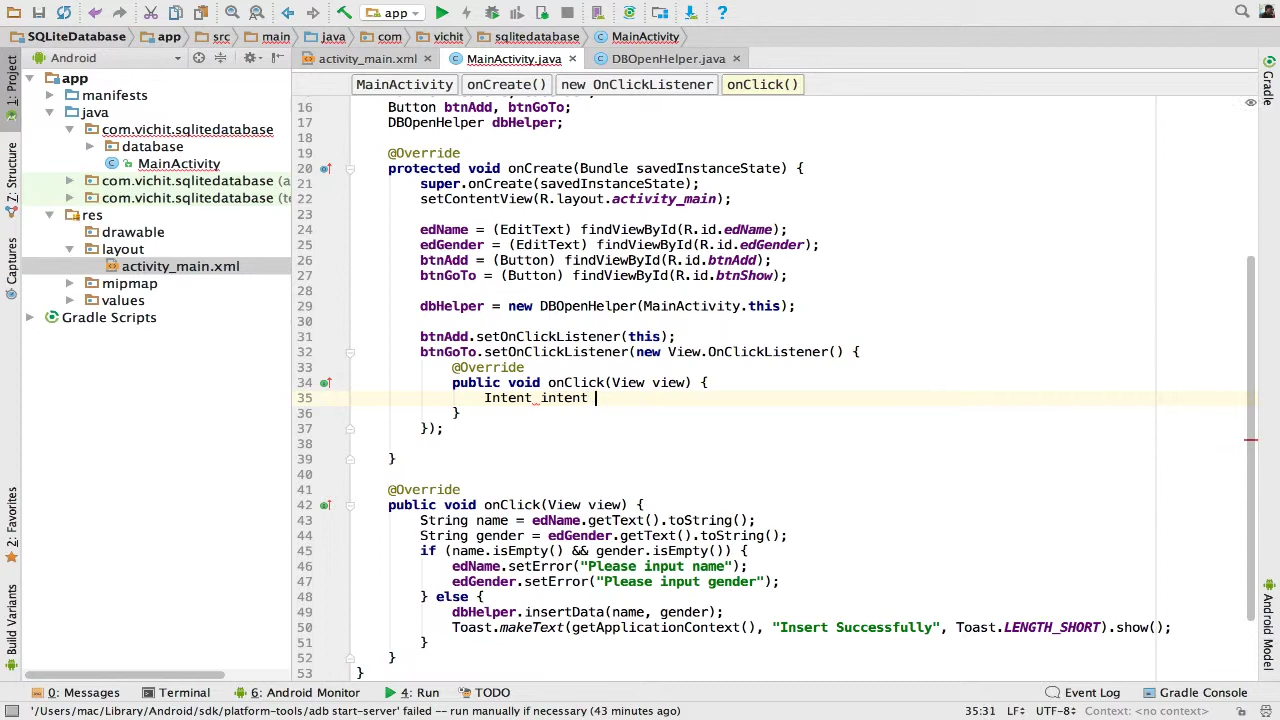 app
SQLiteDatabase app src main java com vichit sqlitedatabase MainActivity
Android
activity_main.xml MainActivity.java DBOpenHelper.java
MainActivity onCreate() new OnClickListener onClick()
1: Project
Z: Structure
Captures
2: Favorites
Build Variants
app
manifests
java
com.vichit.sqlitedatabase
database
MainActivity
com.vichit.sqlitedatabase (a
com.vichit.sqlitedatabase (te
res
drawable
layout
activity_main.xml
mipmap
values
Gradle Scripts
16 Button btnAdd, btnGoTo;
17 DBOpenHelper dbHelper;
18
19 @Override
20 protected void onCreate(Bundle savedInstanceState) {
21 super.onCreate(savedInstanceState);
22 setContentView(R.layout.activity_main);
23
24 edName = (EditText) findViewById(R.id.edName);
25 edGender = (EditText) findViewById(R.id.edGender);
26 btnAdd = (Button) findViewById(R.id.btnAdd);
27 btnGoTo = (Button) findViewById(R.id.btnShow);
28
29 dbHelper = new DBOpenHelper(MainActivity.this);
30
31 btnAdd.setOnClickListener(this);
32 btnGoTo.setOnClickListener(new View.OnClickListener() {
33 @Override
34 public void onClick(View view) {
35 Intent intent
36 }
37 });
38
39 }
40
41 @Override
42 public void onClick(View view) {
43 String name = edName.getText().toString();
44 String gender = edGender.getText().toString();
45 if (name.isEmpty() && gender.isEmpty()) {
46 edName.setError("Please input name");
47 edGender.setError("Please input gender");
48 } else {
49 dbHelper.insertData(name, gender);
50 Toast.makeText(getApplicationContext(), "Insert Successfully", Toast.LENGTH_SHORT).show();
51 }
52 }
53 }
Gradle
Android Model
0: Messages Terminal 6: Android Monitor 4: Run TODO Event Log Gradle Console
'/Users/mac/Library/Android/sdk/platform-tools/adb start-server' failed -- run manually if necessary (43 minutes ago) 35:31 LF÷ UTF-8÷ Context: <no context>